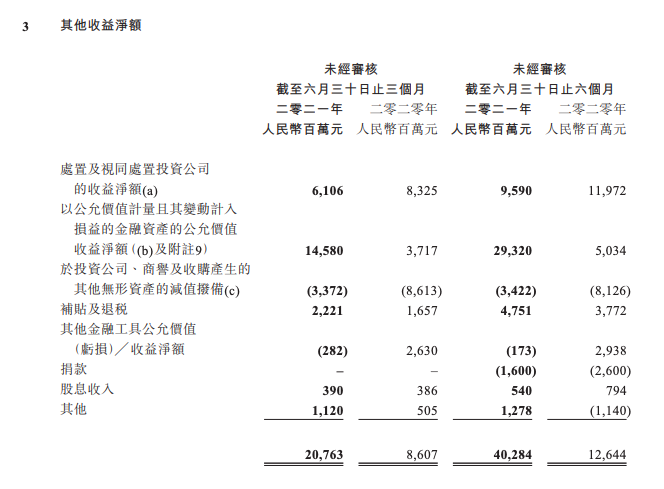 3 其他收益淨額
未經審核 未經審核
截至六月三十日止三個月 截至六月三十日止六個月
二零二一年 二零二零年 二零二一年 二零二零年
人民幣百萬元 人民幣百萬元 人民幣百萬元 人民幣百萬元
處置及視同處置投資公司
的收益淨額(a) 6,106 8,325 9,590 11,972
以公允價值計量且其變動計入
損益的金融資產的公允價值
收益淨額((b)及附註9) 14,580 3,717 29,320 5,034
於投資公司、商譽及收購產生的
其他無形資產的減值撥備(c) (3,372) (8,613) (3,422) (8,126)
補貼及退稅 2,221 1,657 4,751 3,772
其他金融工具公允價值
(虧損)╱收益淨額 (282) 2,630 (173) 2,938
捐款 – – (1,600) (2,600)
股息收入 390 386 540 794
其他 1,120 505 1,278 (1,140)
20,763 8,607 40,284 12,644